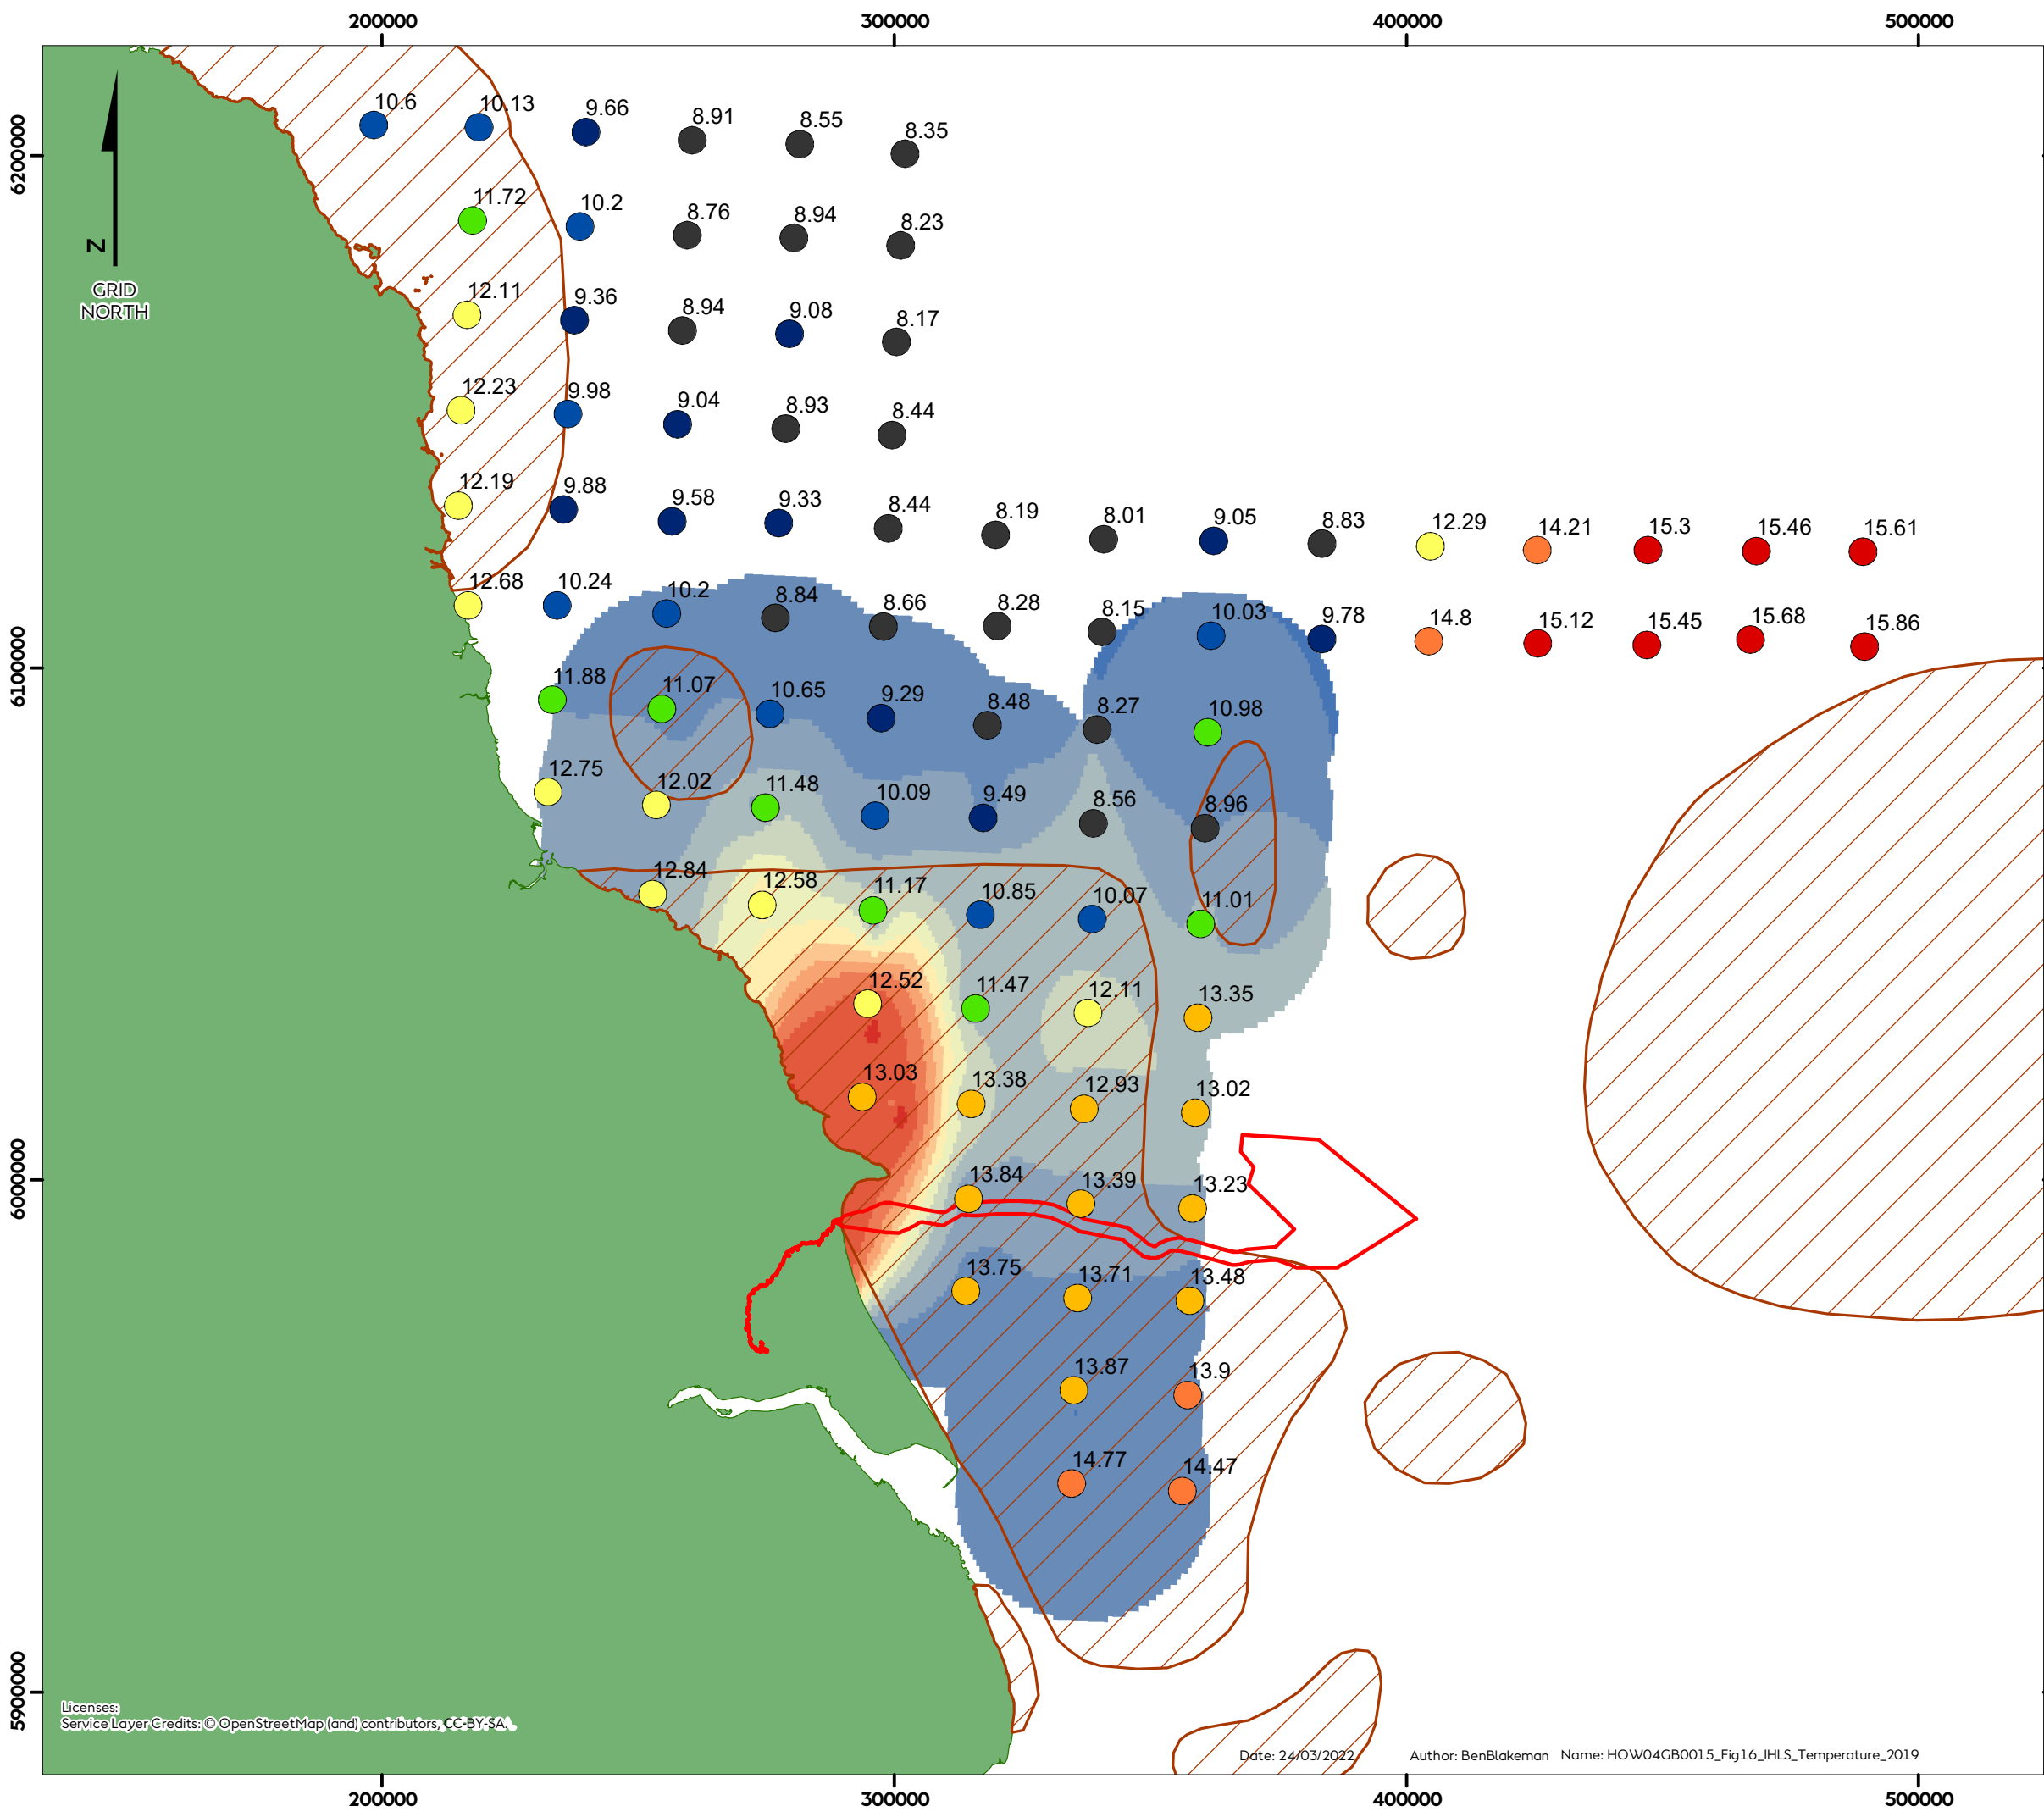 200000 300000 400000 500000
6200000
6100000
6000000
5900000
N
GRID
NORTH
10.6 10.13 9.66 8.91 8.55 8.35
11.72 10.2 8.76 8.94 8.23
12.11 9.36 8.94 9.08 8.17
12.23 9.98 9.04 8.93 8.44
12.19 9.88 9.58 9.33 8.44 8.19 8.01 9.05 8.83 12.29 14.21 15.3 15.46 15.61
12.68 10.24 10.2 8.84 8.66 8.28 8.15 10.03 9.78 14.8 15.12 15.45 15.68 15.86
11.88 11.07 10.65 9.29 8.48 8.27 10.98
12.75 12.02 11.48 10.09 9.49 8.56 8.96
12.84 12.58 11.17 10.85 10.07 11.01
12.52 11.47 12.11 13.35
13.03 13.38 12.93 13.02
13.84 13.39 13.23
13.75 13.71 13.48
13.87 13.9
14.77 14.47
Licenses:
Service Layer Credits: © OpenStreetMap (and) contributors, CC-BY-SA.
Date: 24/03/2022 Author: BenBlakeman Name: HOW04GB0015_Fig16_IHLS_Temperature_2019
200000 300000 400000 500000